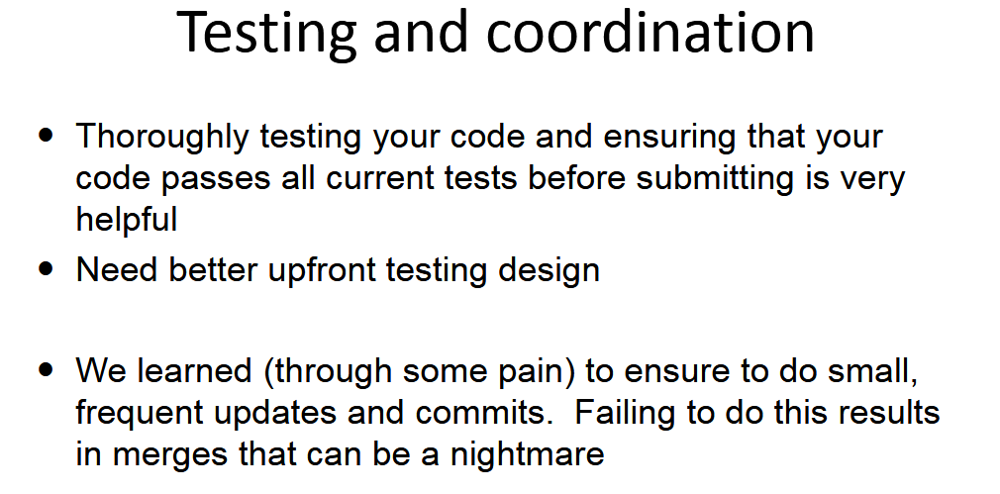 Testing and coordination
• Thoroughly testing your code and ensuring that your
code passes all current tests before submitting is very
helpful
• Need better upfront testing design
• We learned (through some pain) to ensure to do small,
frequent updates and commits.  Failing to do this results
in merges that can be a nightmare